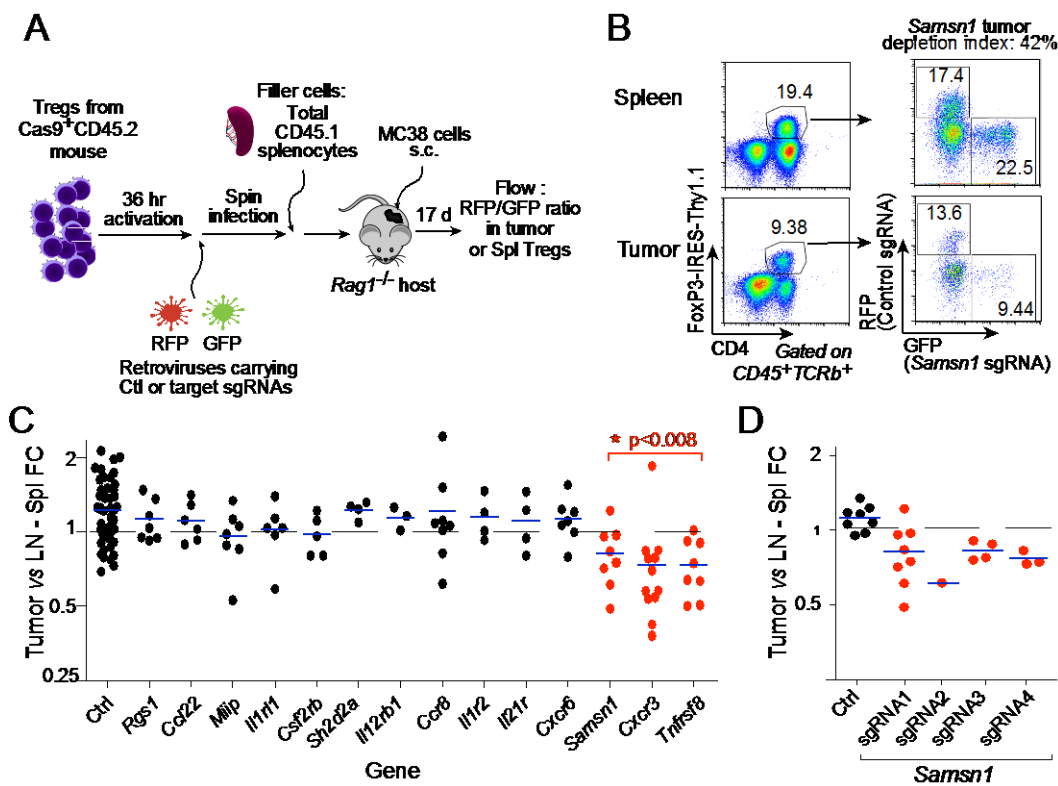 A
Tregs from
Cas9+CD45.2
mouse
36 hr
activation
Spin
infection
Filler cells:
Total
CD45.1
splenocytes
MC38 cells
s.c.
17 d
Flow :
RFP/GFP ratio
in tumor
or Spl Tregs
Rag1–/– host
RFP
GFP
Retroviruses carrying
Ctl or target sgRNAs
B
Samsn1 tumor
depletion index: 42%
Spleen
19.4
17.4
22.5
Tumor
9.38
13.6
9.44
FoxP3-IRES-Thy1.1
CD4
Gated on
CD45+TCRb+
RFP
(Control sgRNA)
GFP
(Samsn1 sgRNA)
C
Tumor vs LN - Spl FC
2
1
0.5
0.25
* p<0.008
Ctrl
Rgs1
Ccl22
Il1rl1
Csf2rb
Sh2d2a
Il12rb1
Ccr8
Il1r2
Il21r
Cxcr6
Samsn1
Cxcr3
Tnfrsf8
Gene
D
Tumor vs LN - Spl FC
2
1
0.5
Ctrl
sgRNA1
sgRNA2
sgRNA3
sgRNA4
Samsn1